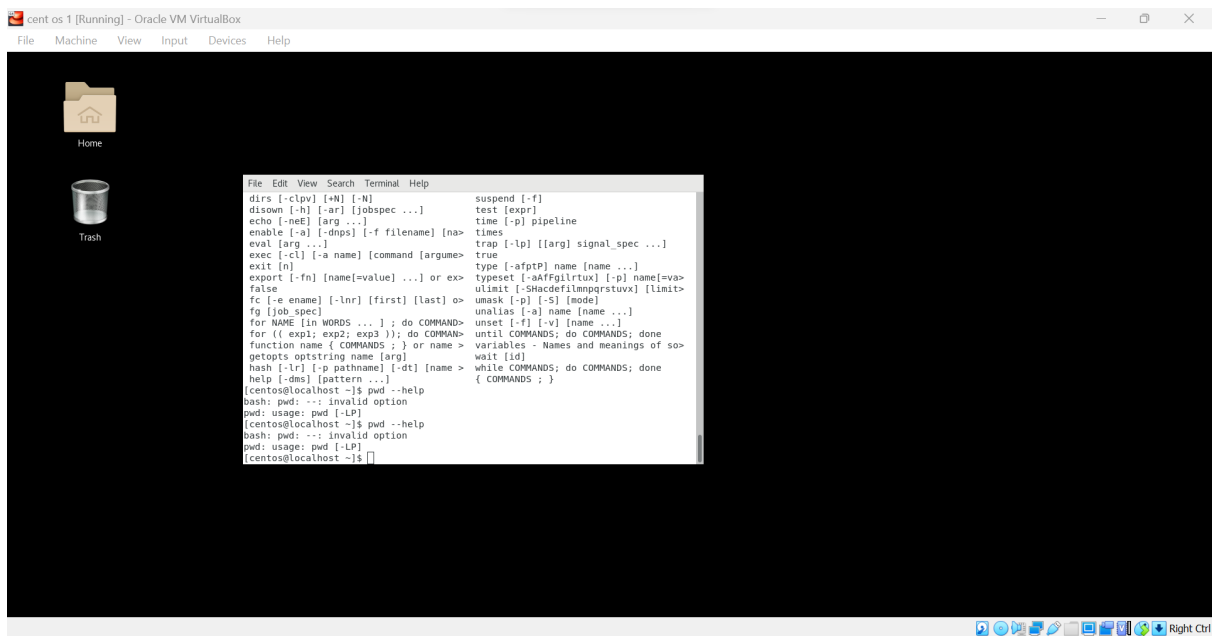 cent os 1 [Running] - Oracle VM VirtualBox
File Machine View Input Devices Help
Home
Trash
File Edit View Search Terminal Help
dirs [-clpv] [+N] [-N] suspend [-f]
disown [-h] [-ar] [jobspec ...] test [expr]
echo [-neE] [arg ...] time [-p] pipeline
enable [-a] [-dnps] [-f filename] [na> times
eval [arg ...] trap [-lp] [[arg] signal_spec ...]
exec [-cl] [-a name] [command [argume> true
exit [n] type [-afptP] name [name ...]
export [-fn] [name[=value] ...] or ex> typeset [-aAfFgilrtux] [-p] name[=va>
false ulimit [-SHacdefilmnpqrstuvx] [limit>
fc [-e ename] [-lnr] [first] [last] o> umask [-p] [-S] [mode]
fg [job_spec] unalias [-a] name [name ...]
for NAME [in WORDS ... ] ; do COMMAND> unset [-f] [-v] [name ...]
for (( exp1; exp2; exp3 )); do COMMAN> until COMMANDS; do COMMANDS; done
function name { COMMANDS ; } or name > variables - Names and meanings of so>
getopts optstring name [arg] wait [id]
hash [-lr] [-p pathname] [-dt] [name > while COMMANDS; do COMMANDS; done
help [-dms] [pattern ...] { COMMANDS ; }
[centos@localhost ~]$ pwd --help
bash: pwd: --: invalid option
pwd: usage: pwd [-LP]
[centos@localhost ~]$ pwd --help
bash: pwd: --: invalid option
pwd: usage: pwd [-LP]
[centos@localhost ~]$
Right Ctrl